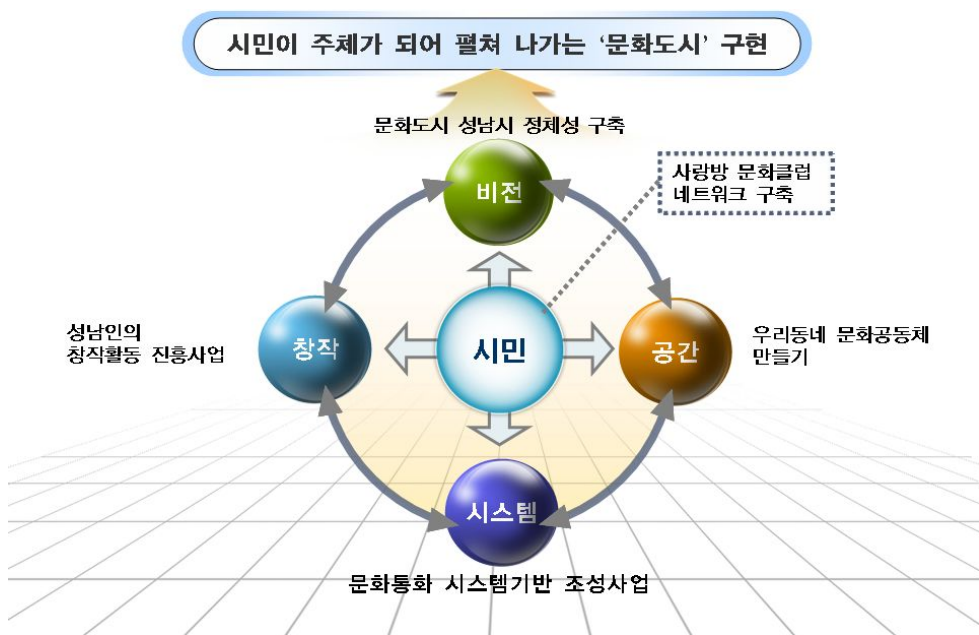 시민이 주체가 되어 펼쳐 나가는 ‘문화도시’ 구현
문화도시 성남시 정체성 구축
비전
사랑방 문화클럽
네트워크 구축
성남인의
창작활동 진흥사업
창작
시민
공간
우리동네 문화공동체
만들기
시스템
문화통화 시스템기반 조성사업